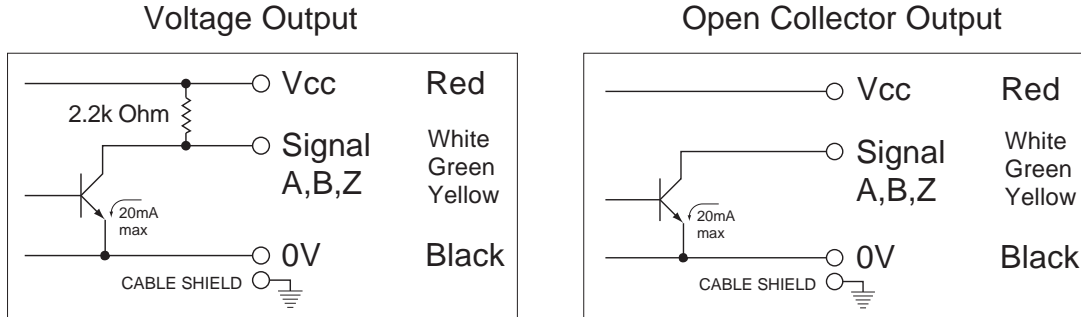 Voltage Output
Vcc Red
2.2k Ohm
Signal White
A,B,Z Green
Yellow
20mA
max
0V Black
CABLE SHIELD
Open Collector Output
Vcc Red
Signal White
A,B,Z Green
Yellow
20mA
max
0V Black
CABLE SHIELD